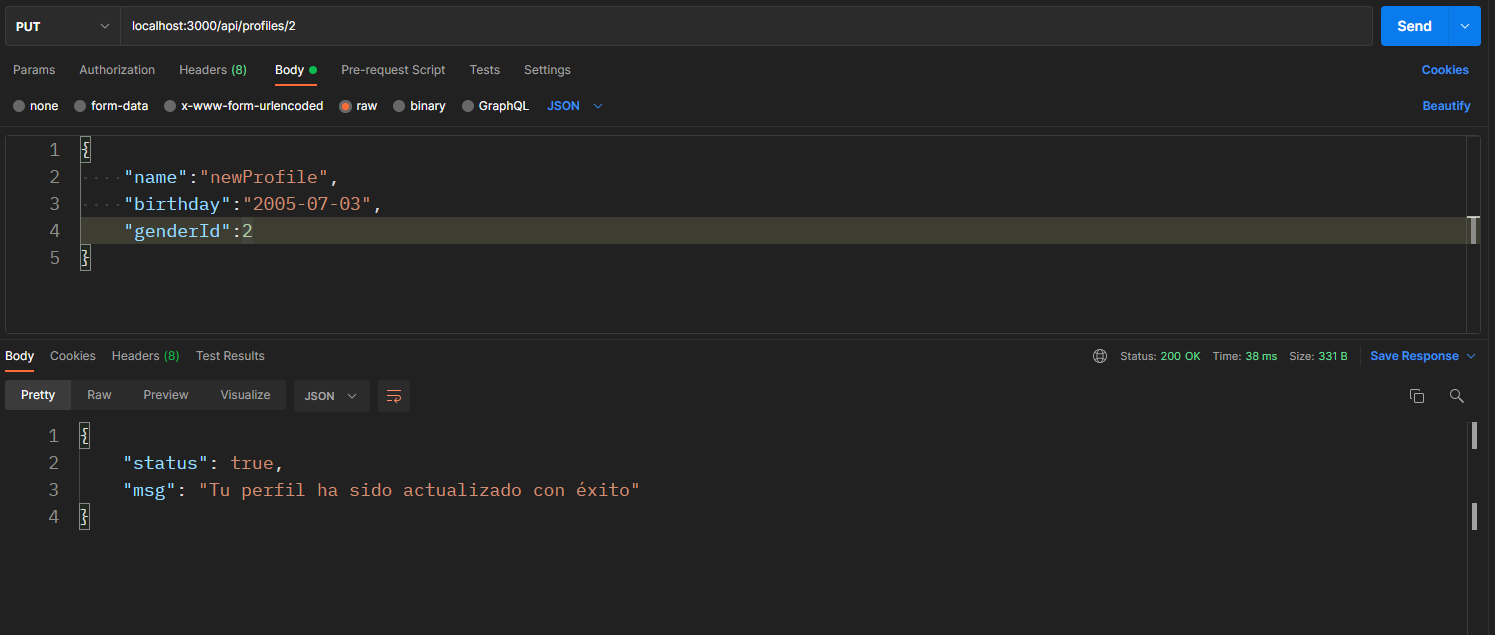 PUT localhost:3000/api/profiles/2 Send
Params Authorization Headers (8) Body Pre-request Script Tests Settings Cookies
none form-data x-www-form-urlencoded raw binary GraphQL JSON Beautify
1 {
2 "name":"newProfile",
3 "birthday":"2005-07-03",
4 "genderId":2
5 }
Body Cookies Headers (8) Test Results Status: 200 OK Time: 38 ms Size: 331 B Save Response
Pretty Raw Preview Visualize JSON
1 {
2 "status": true,
3 "msg": "Tu perfil ha sido actualizado con éxito"
4 }